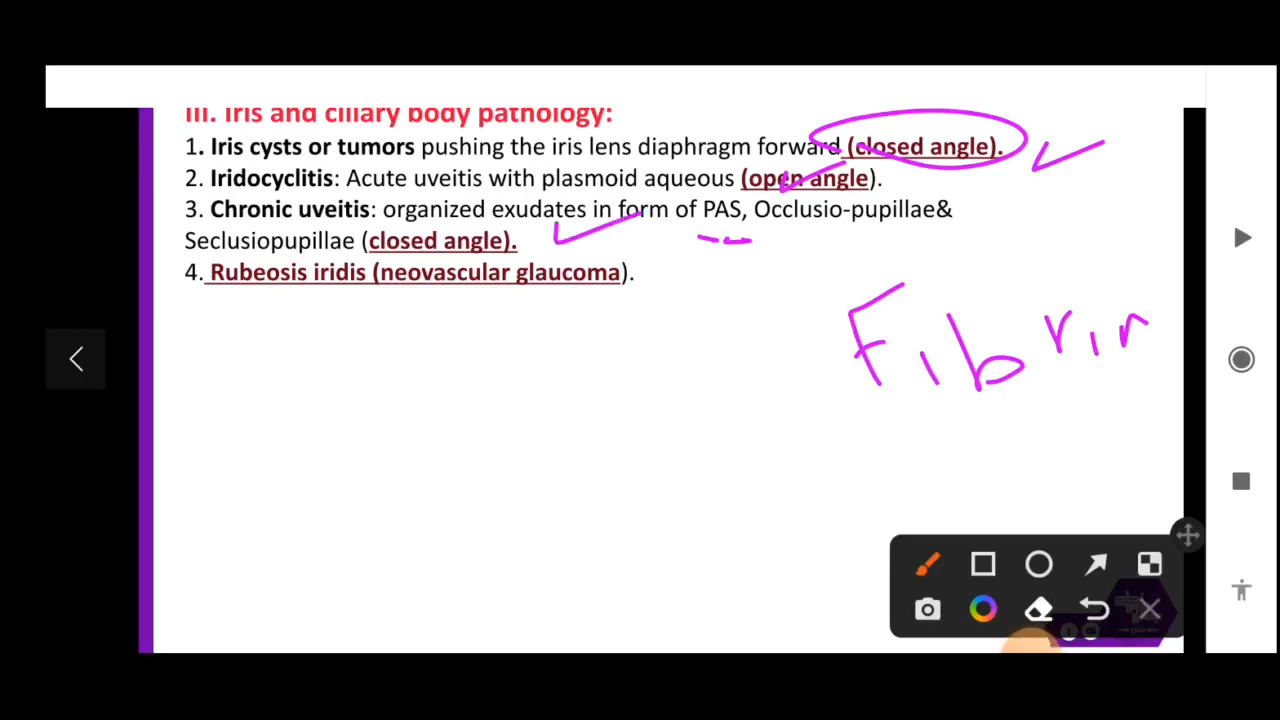 III. Iris and ciliary body pathology:
1. Iris cysts or tumors pushing the iris lens diaphragm forward (closed angle).
2. Iridocyclitis: Acute uveitis with plasmoid aqueous (open angle).
3. Chronic uveitis: organized exudates in form of PAS, Occlusio-pupillae&
Seclusiopupillae (closed angle).
4. Rubeosis iridis (neovascular glaucoma).
Fibrin